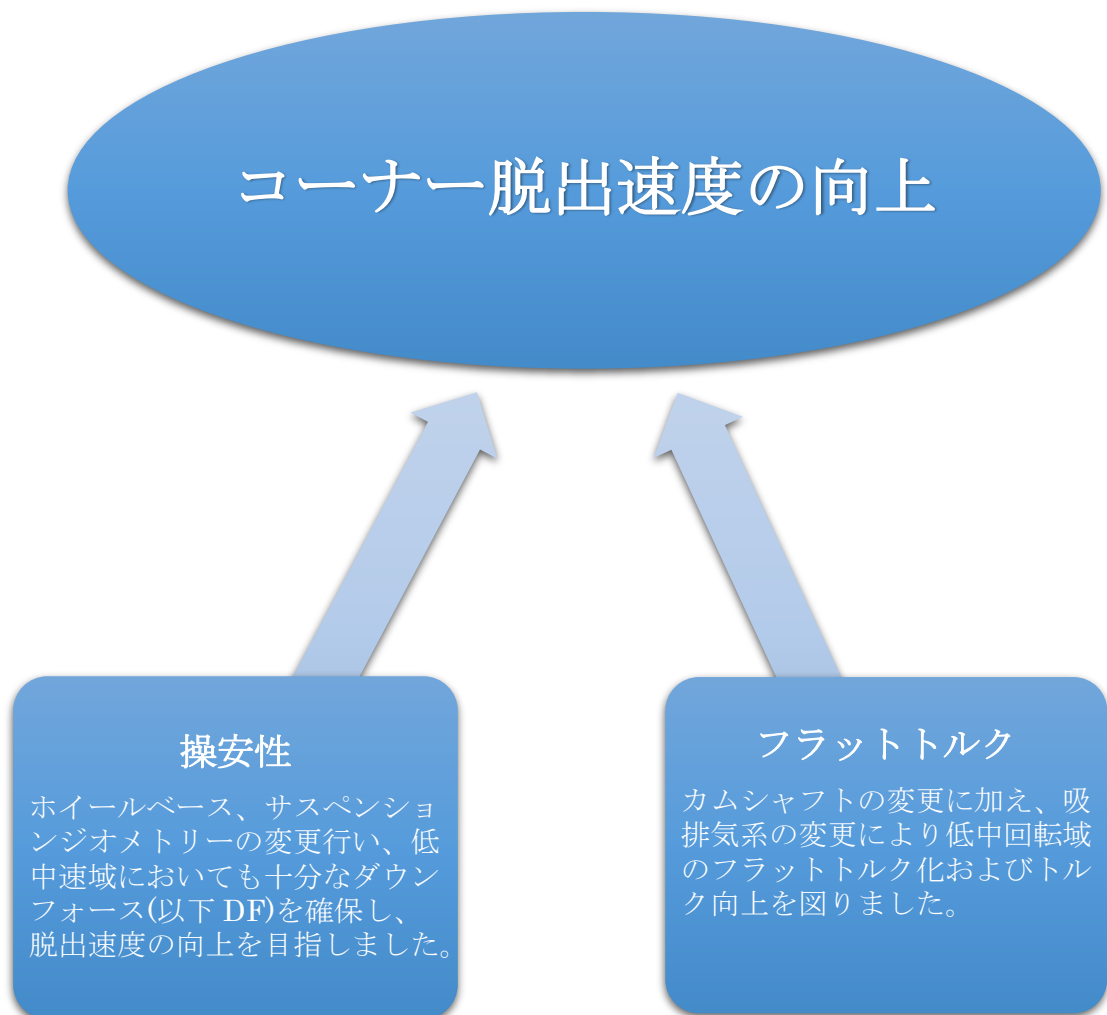 コーナー脱出速度の向上
操安性
ホイールベース、サスペンショ
ンジオメトリーの変更行い、低
中速域においても十分なダウン
フォース(以下 DF)を確保し、
脱出速度の向上を目指しました。
フラットトルク
カムシャフトの変更に加え、吸
排気系の変更により低中回転域
のフラットトルク化およびトル
ク向上を図りました。